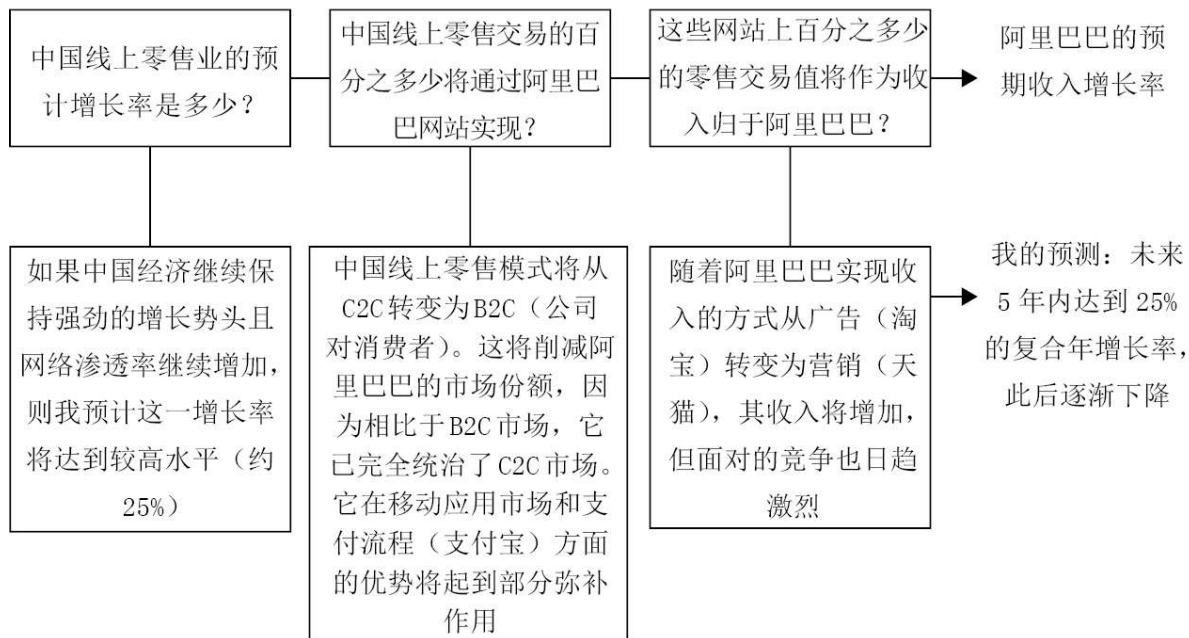 中国线上零售业的预
计增长率是多少？
中国线上零售交易的百
分之多少将通过阿里巴
巴网站实现？
这些网站上百分之多少
的零售交易值将作为收
入归于阿里巴巴？
阿里巴巴的预
期收入增长率
如果中国经济继续保
持强劲的增长势头且
网络渗透率继续增加，
则我预计这一增长率
将达到较高水平（约
25%）
中国线上零售模式将从
C2C转变为B2C（公司
对消费者）。这将削减阿
里巴巴的市场份额，因
为相比于B2C市场，它
已完全统治了C2C市场。
它在移动应用市场和支
付流程（支付宝）方面
的优势将起到部分弥补
作用
随着阿里巴巴实现收
入的方式从广告（淘
宝）转变为营销（天
猫），其收入将增加，
但面对的竞争也日趋
激烈
我的预测：未来
5年内达到25%
的复合年增长率，
此后逐渐下降